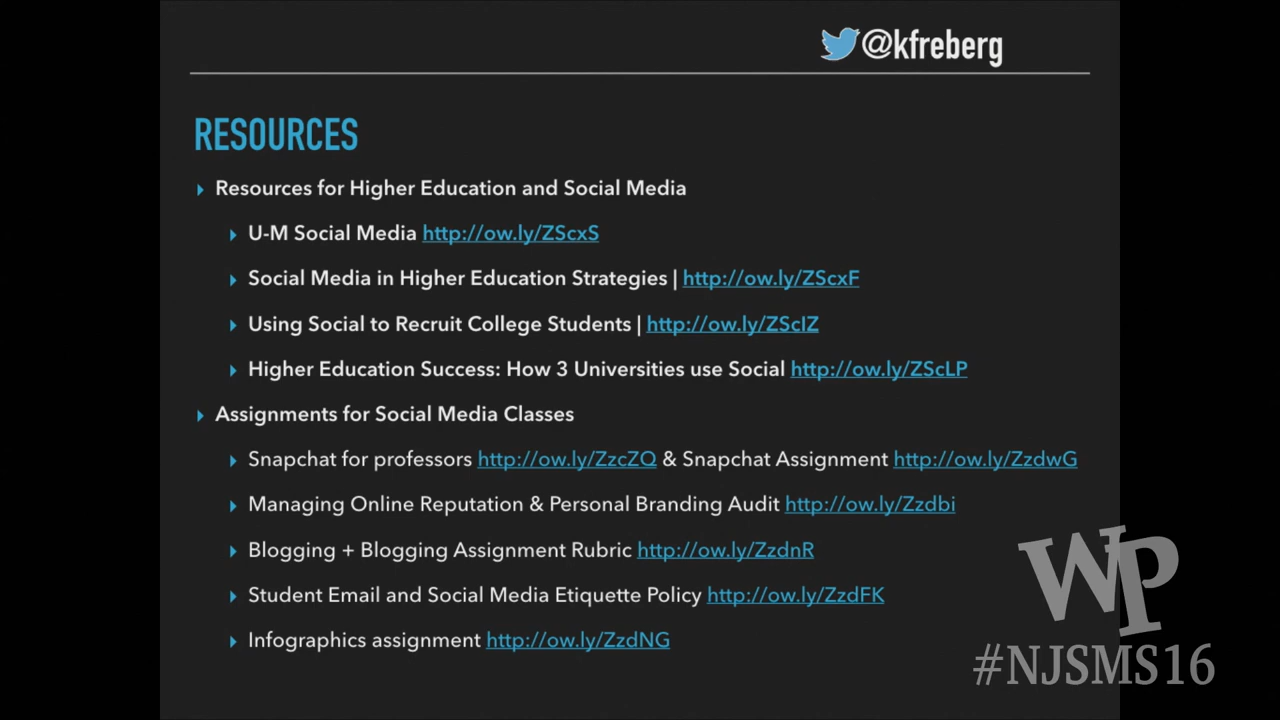 @kfreberg
RESOURCES
Resources for Higher Education and Social Media
U-M Social Media http://ow.ly/ZScxS
Social Media in Higher Education Strategies | http://ow.ly/ZScxF
Using Social to Recruit College Students | http://ow.ly/ZScIZ
Higher Education Success: How 3 Universities use Social http://ow.ly/ZScLP
Assignments for Social Media Classes
Snapchat for professors http://ow.ly/ZzcZQ & Snapchat Assignment http://ow.ly/ZzdwG
Managing Online Reputation & Personal Branding Audit http://ow.ly/Zzdbi
Blogging + Blogging Assignment Rubric http://ow.ly/ZzdnR
Student Email and Social Media Etiquette Policy http://ow.ly/ZzdFK
Infographics assignment http://ow.ly/ZzdNG
WP
#NJSMS16